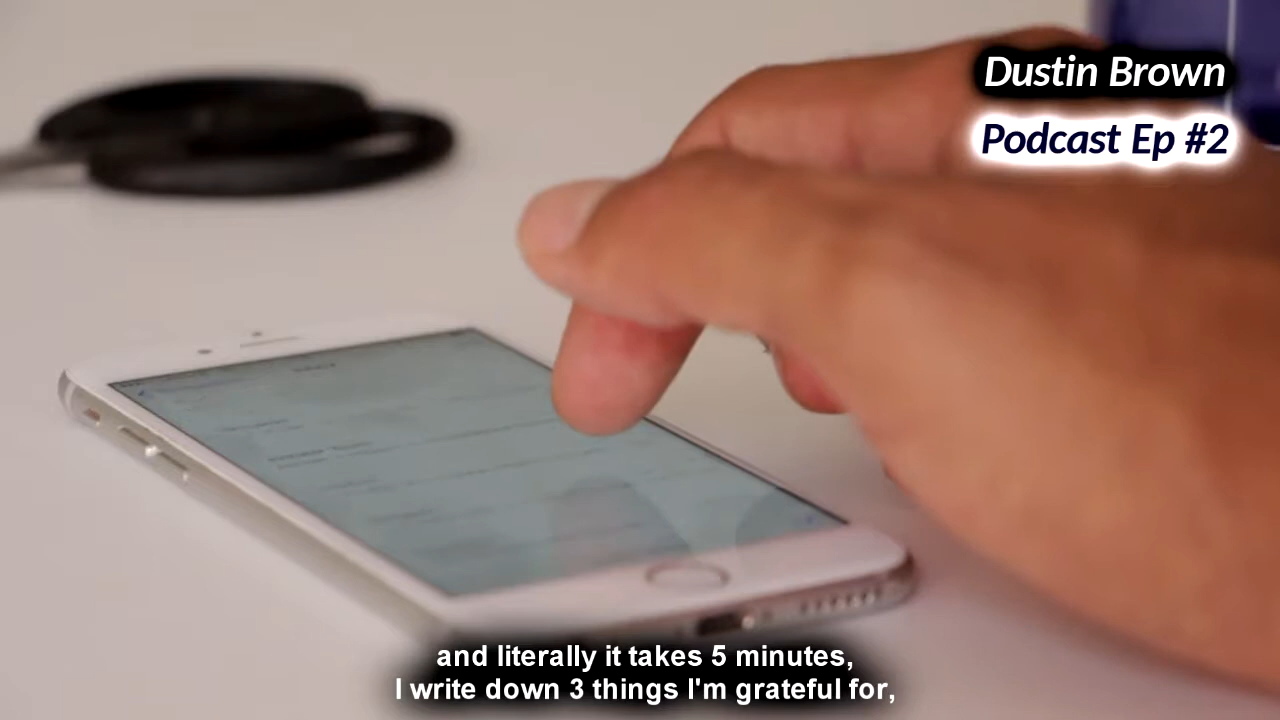 Dustin Brown
Podcast Ep #2
and literally it takes 5 minutes,
I write down 3 things I'm grateful for,